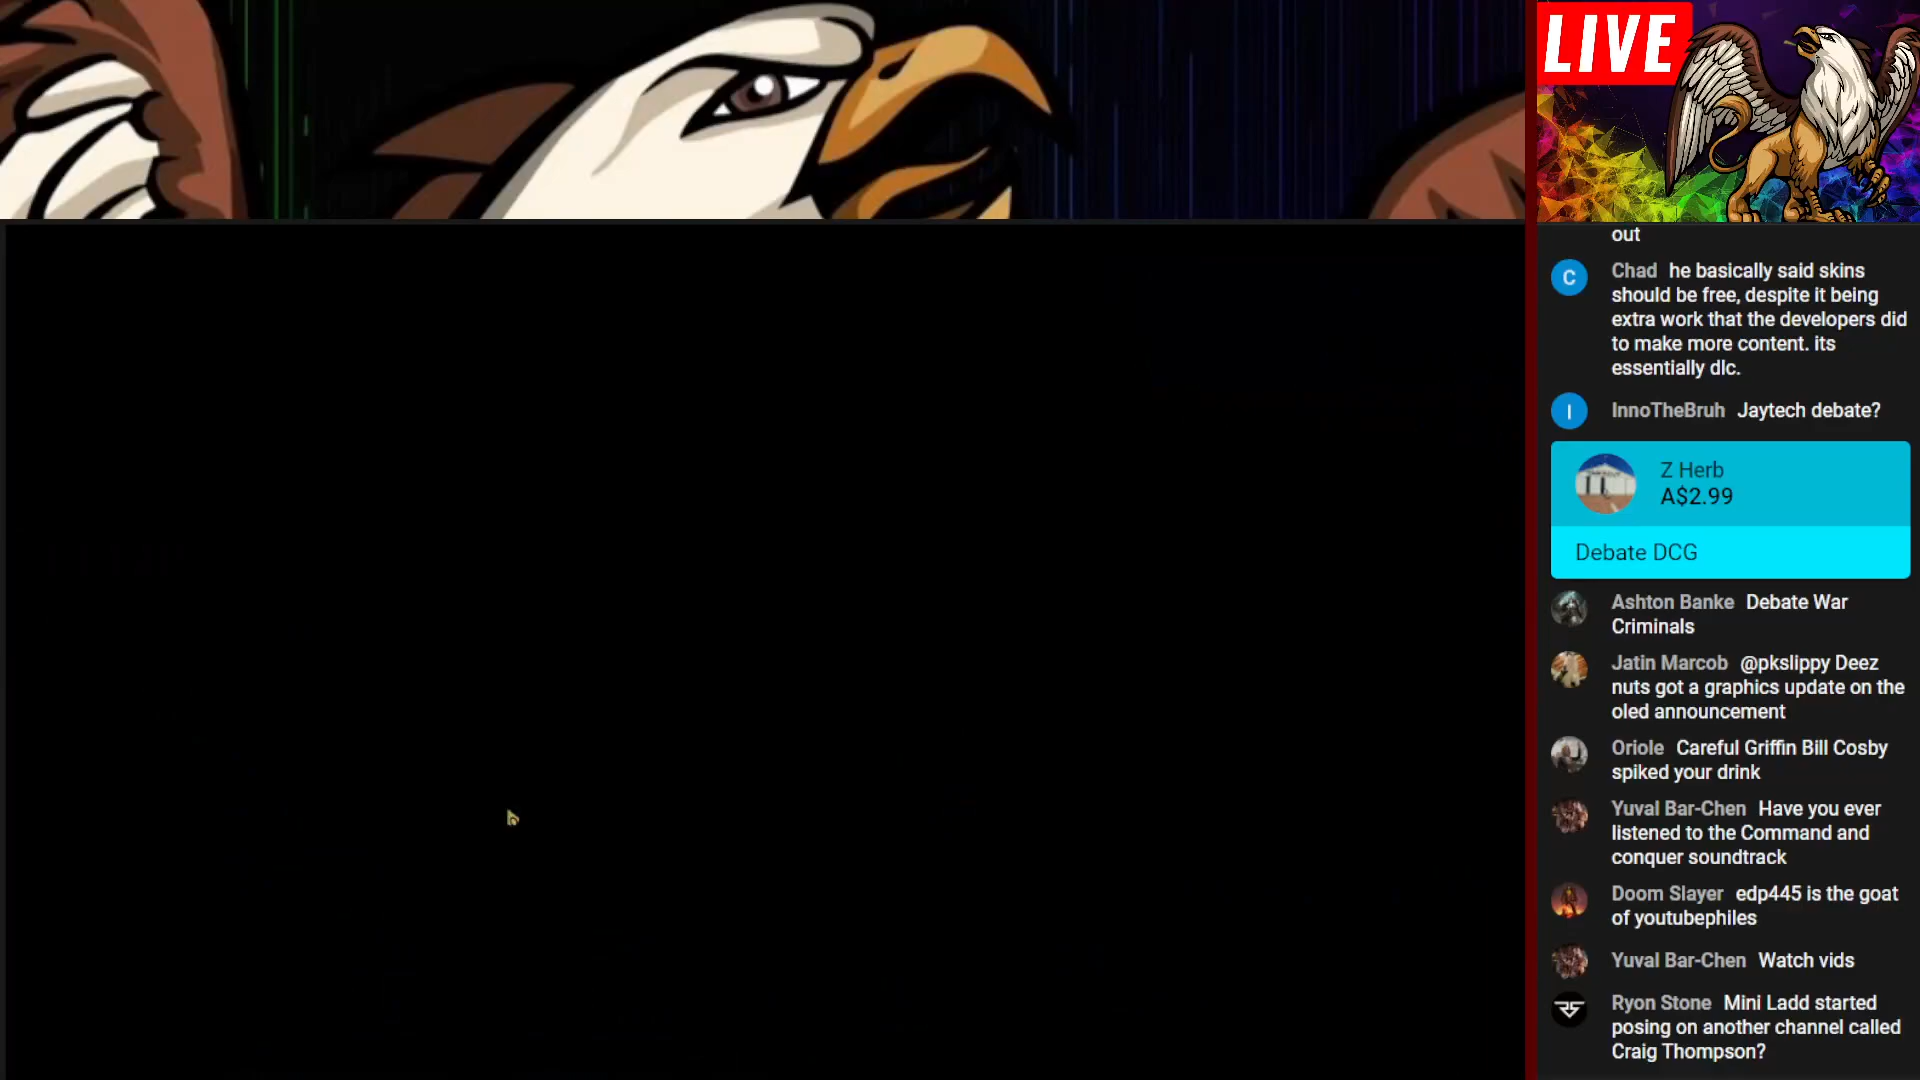 LIVE
out
Chad he basically said skins
should be free, despite it being
extra work that the developers did
to make more content. its
essentially dlc.
I InnoTheBruh Jaytech debate?
C
Z Herb
A$2.99
Debate DCG
Ashton Banke Debate War
Criminals
Jatin Marcob @pkslippy Deez
nuts got a graphics update on the
oled announcement
Oriole Careful Griffin Bill Cosby
spiked your drink
Yuval Bar-Chen Have you ever
listened to the Command and
conquer soundtrack
Doom Slayer edp445 is the goat
of youtubephiles
Yuval Bar-Chen Watch vids
Ryon Stone Mini Ladd started
posing on another channel called
Craig Thompson?